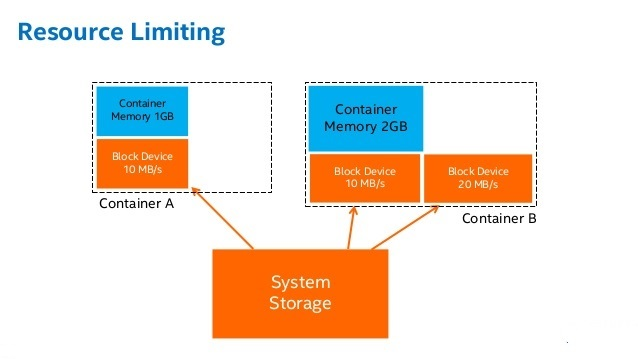 Resource Limiting
Container
Memory 1GB
Block Device
10 MB/s
Container A
Container
Memory 2GB
Block Device
10 MB/s
Block Device
20 MB/s
Container B
System
Storage